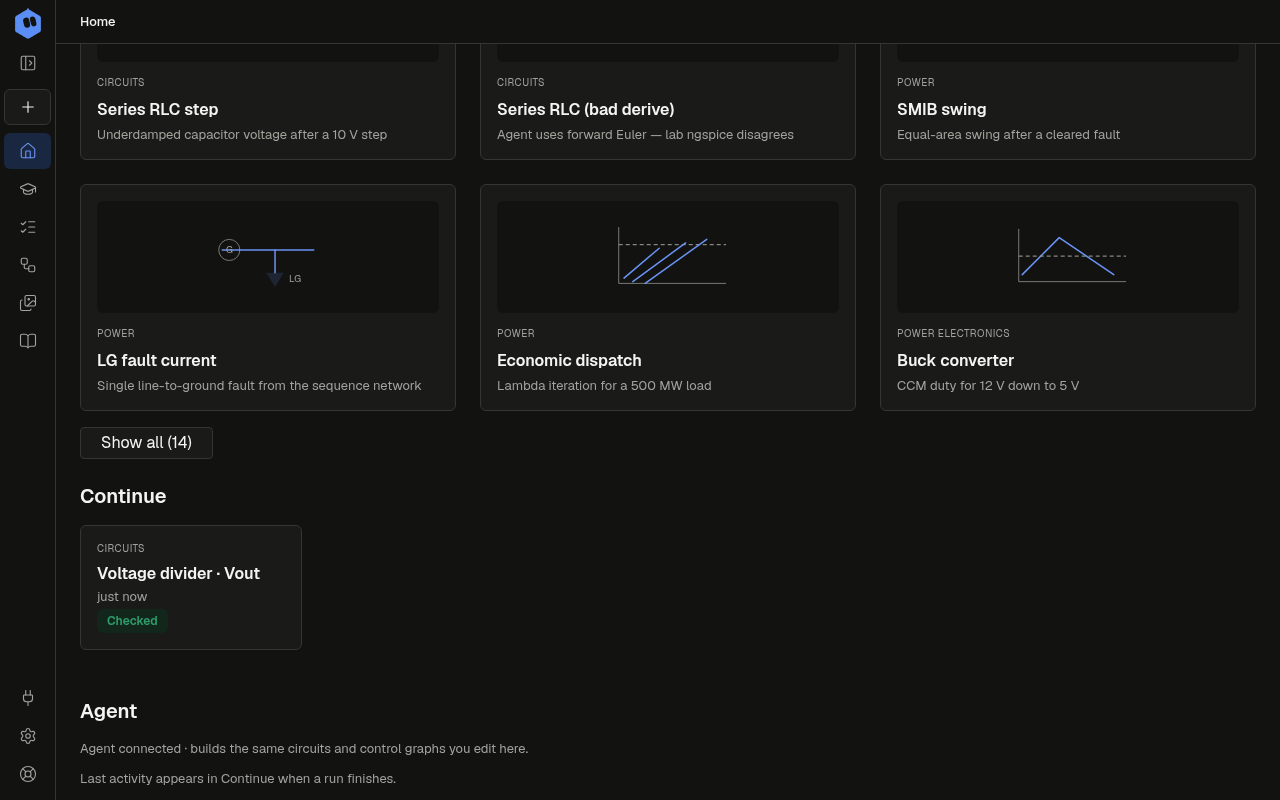 Home
CIRCUITS
Series RLC step
Underdamped capacitor voltage after a 10 V step
CIRCUITS
Series RLC (bad derive)
Agent uses forward Euler — lab ngspice disagrees
POWER
SMIB swing
Equal-area swing after a cleared fault
G
LG
POWER
LG fault current
Single line-to-ground fault from the sequence network
POWER
Economic dispatch
Lambda iteration for a 500 MW load
POWER ELECTRONICS
Buck converter
CCM duty for 12 V down to 5 V
Show all (14)
Continue
CIRCUITS
Voltage divider · Vout
just now
Checked
Agent
Agent connected · builds the same circuits and control graphs you edit here.
Last activity appears in Continue when a run finishes.